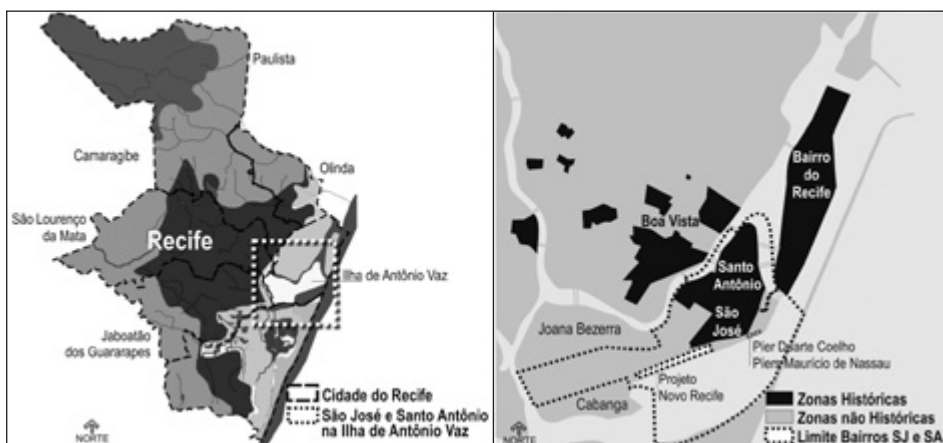 Paulista
Camaragibe
Olinda
São Lourenço
da Mata
Recife
Ilha de Antônio Vaz
Jaboatão
dos Guararapes
Cidade do Recife
São José e Santo Antônio
na Ilha de Antônio Vaz
NORTE
Bairro
do
Recife
Boa Vista
Santo
Antônio
São
José
Joana Bezerra
Pier Duarte Coelho
Piers Maurício de Nassau
Projeto
Novo Recife
Cabanga
Zonas Históricas
Zonas não Históricas
Limite Bairros SJ e SA
NORTE